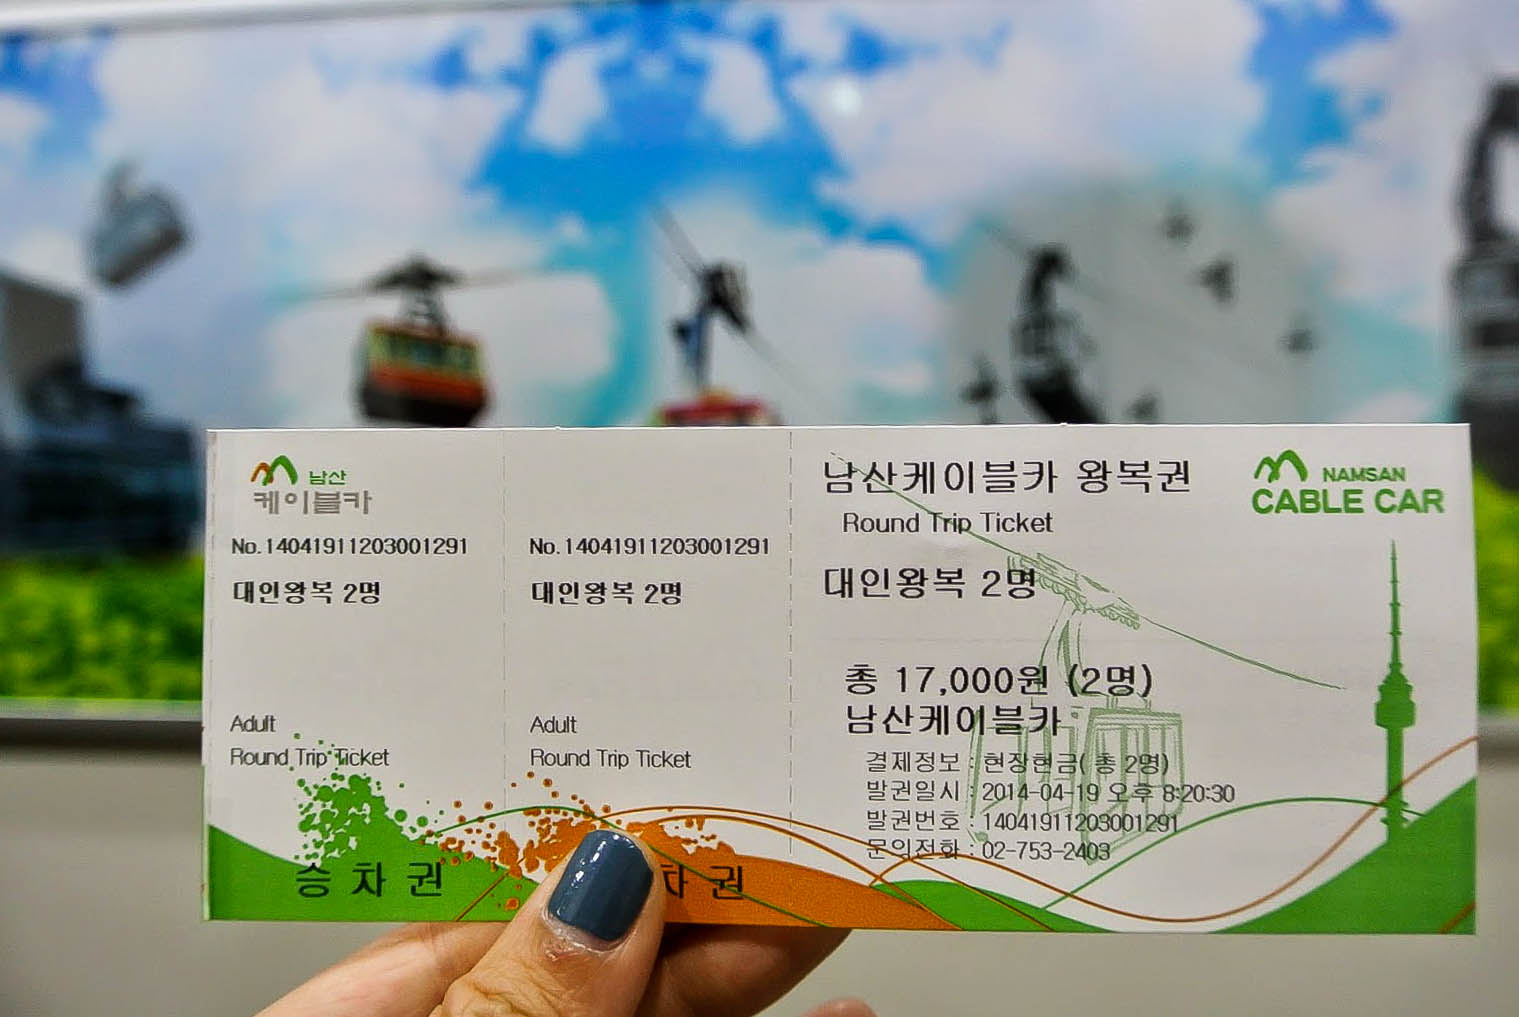 남산
케이블카
No.14041911203001291
대인왕복 2명
Adult
Round Trip Ticket
승차권
No.14041911203001291
대인왕복 2명
Adult
Round Trip Ticket
차권
남산케이블카 왕복권
Round Trip Ticket
NAMSAN
CABLE CAR
대인왕복 2명
총 17,000원 (2명)
남산케이블카
결제정보 : 현장현금( 총 2명)
발권일시 : 2014-04-19 오후 8:20:30
발권번호 : 14041911203001291
문의전화 : 02-753-2403